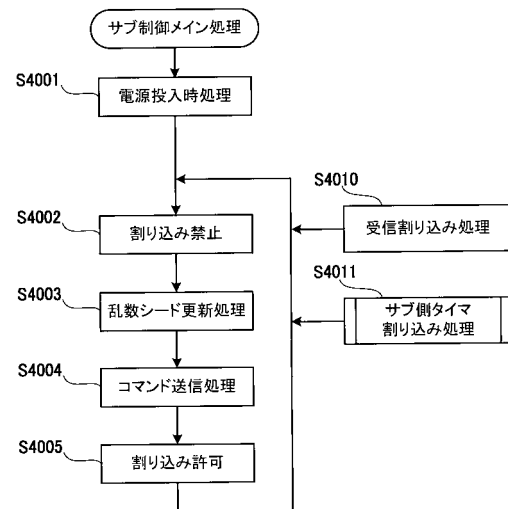 サブ制御メイン処理
S4001
電源投入時処理
S4010
受信割り込み処理
S4002
割り込み禁止
S4011
サブ側タイマ
割り込み処理
S4003
乱数シード更新処理
S4004
コマンド送信処理
S4005
割り込み許可